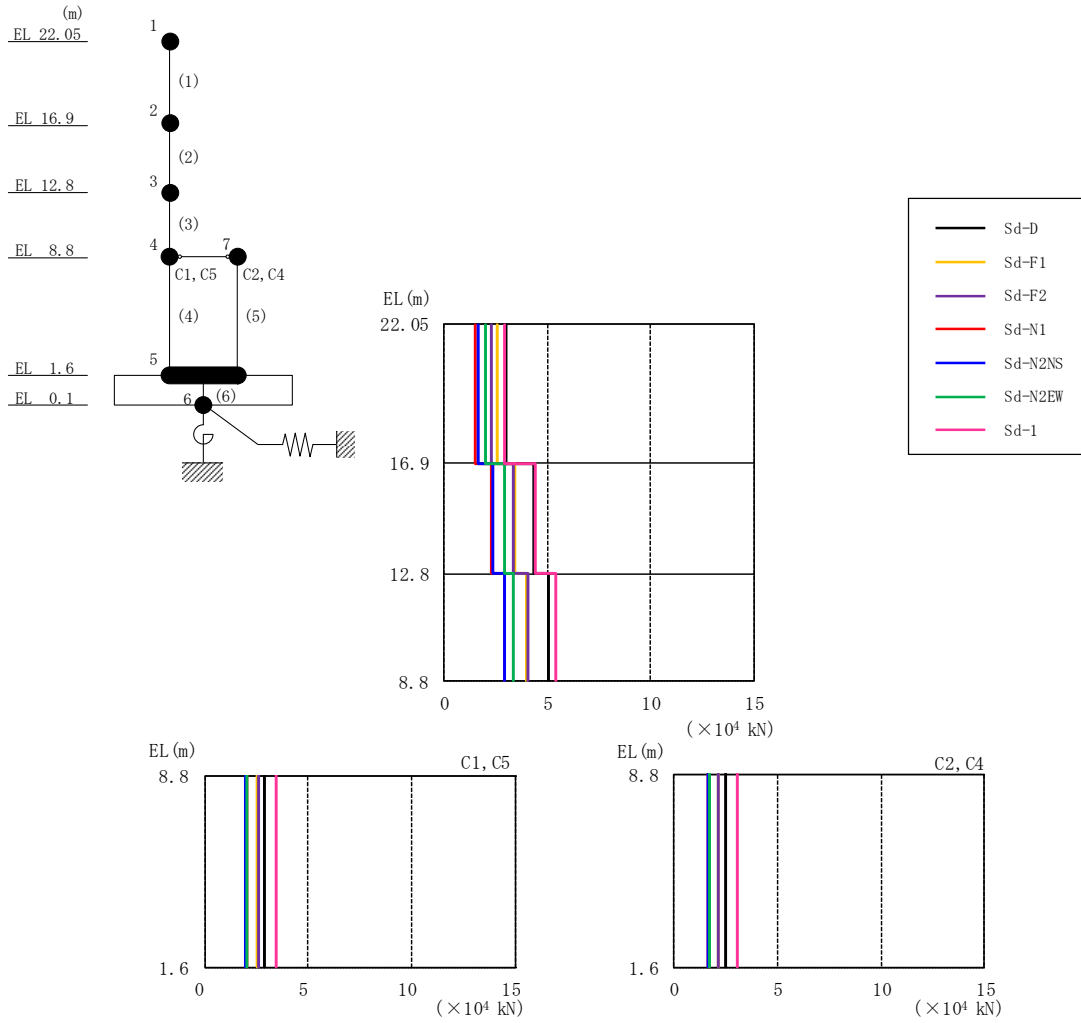 (m)
EL 22.05
EL 16.9
EL 12.8
EL 8.8
EL 1.6
EL 0.1
1
(1)
2
(2)
3
(3)
4
7
C1,C5
C2,C4
(4)
(5)
5
6
(6)
Sd-D
Sd-F1
Sd-F2
Sd-N1
Sd-N2NS
Sd-N2EW
Sd-1
EL(m)
22.05
16.9
12.8
8.8
0 5 10 15
(×10⁴ kN)
EL(m)
C1,C5
8.8
1.6
0 5 10 15
(×10⁴ kN)
EL(m)
C2,C4
8.8
1.6
0 5 10 15
(×10⁴ kN)